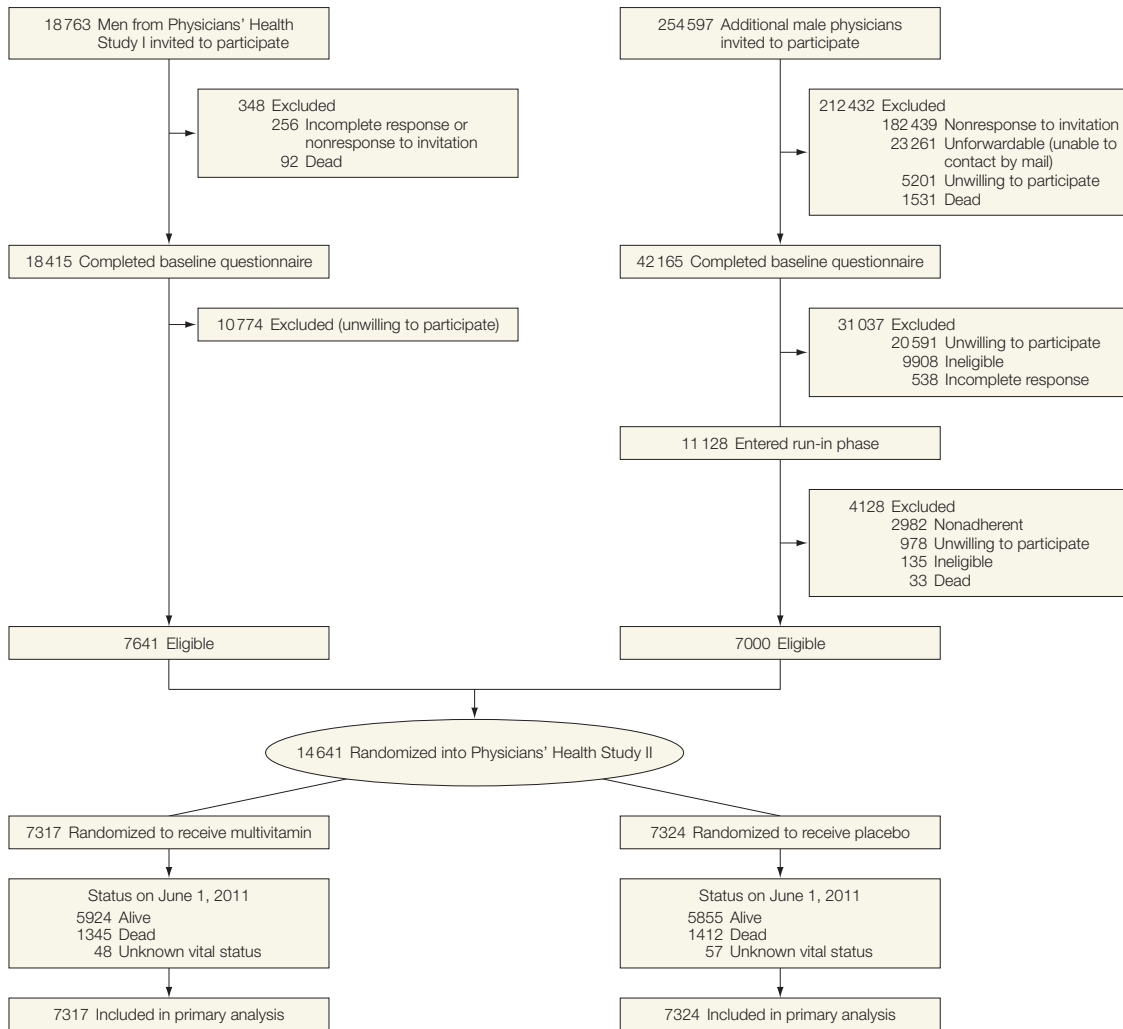 18 763 Men from Physicians' Health
Study I invited to participate
254 597 Additional male physicians
invited to participate
348 Excluded
256 Incomplete response or
nonresponse to invitation
92 Dead
212 432 Excluded
182 439 Nonresponse to invitation
23 261 Unforwardable (unable to
contact by mail)
5201 Unwilling to participate
1531 Dead
18 415 Completed baseline questionnaire
42 165 Completed baseline questionnaire
10 774 Excluded (unwilling to participate)
31 037 Excluded
20 591 Unwilling to participate
9908 Ineligible
538 Incomplete response
11 128 Entered run-in phase
4128 Excluded
2982 Nonadherent
978 Unwilling to participate
135 Ineligible
33 Dead
7641 Eligible
7000 Eligible
14 641 Randomized into Physicians' Health Study II
7317 Randomized to receive multivitamin
7324 Randomized to receive placebo
Status on June 1, 2011
5924 Alive
1345 Dead
48 Unknown vital status
Status on June 1, 2011
5855 Alive
1412 Dead
57 Unknown vital status
7317 Included in primary analysis
7324 Included in primary analysis